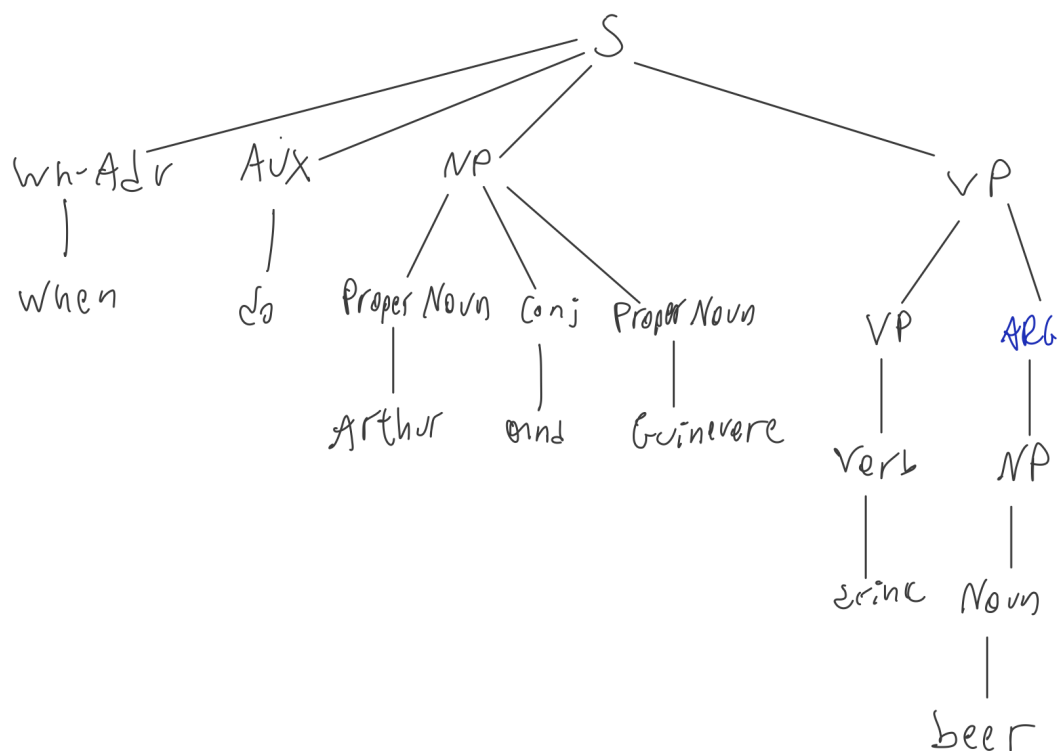 S
Wh-Adv AUX NP VP
When do Proper Noun Conj Proper Noun VP ARG
Arthur and Guinevere Verb NP
drink Noun
beer